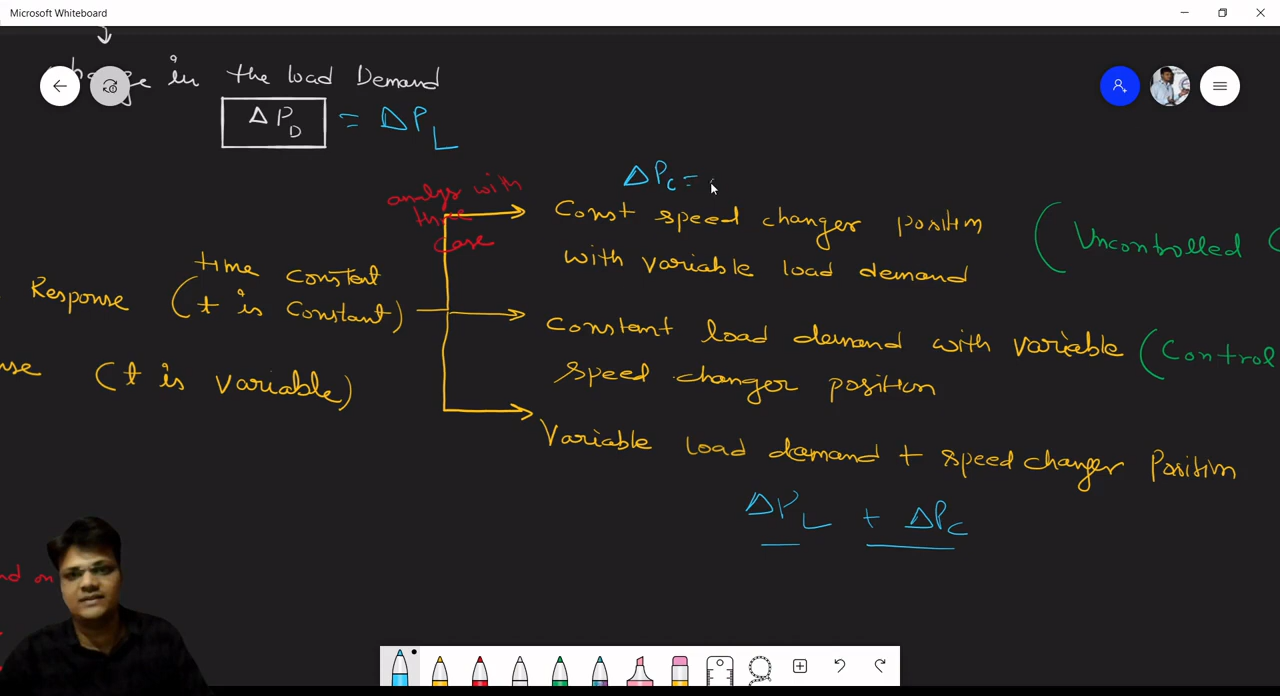 Microsoft Whiteboard
in the load Demand
ΔP_D = ΔP_L
ΔP_C =
analys with
three
case
Const speed changer position
with variable load demand
(Uncontrolled
time constant
Response (t is constant)
Constant load demand with variable
speed changer position
(Control
(t is variable)
Variable load demand + speed changer Position
ΔP_L + ΔP_C
on